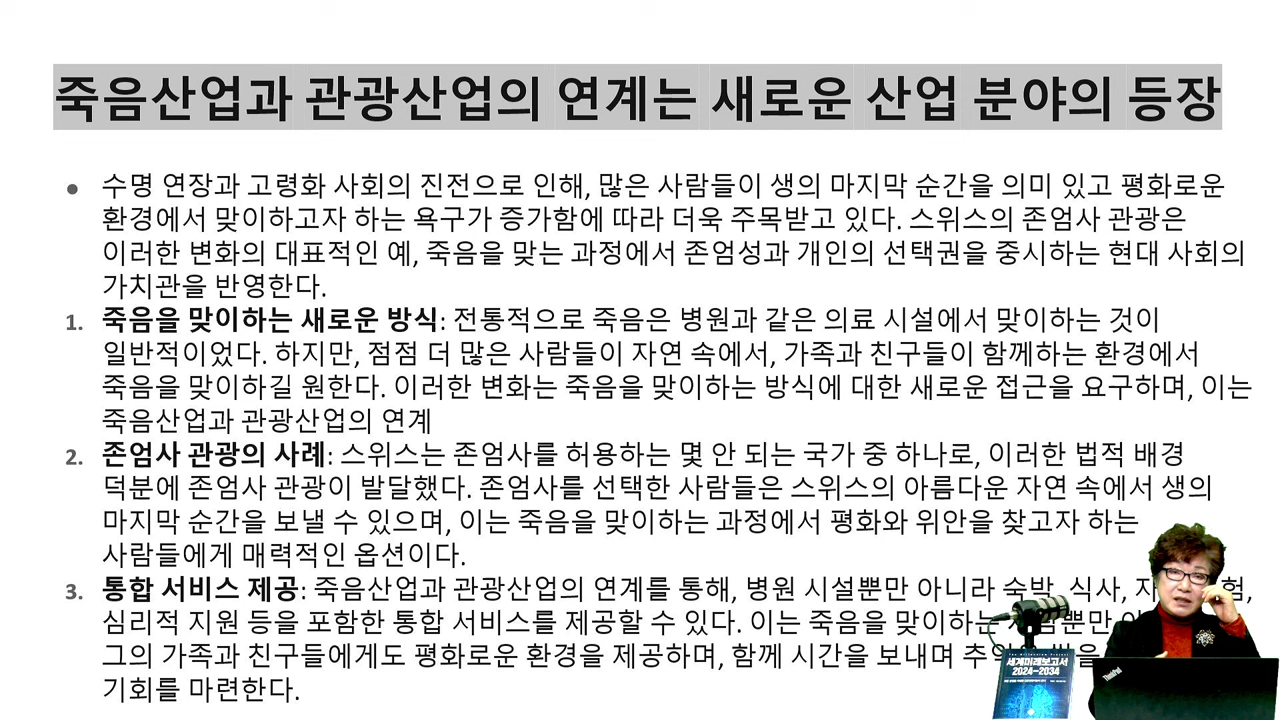 죽음산업과 관광산업의 연계는 새로운 산업 분야의 등장
● 수명 연장과 고령화 사회의 진전으로 인해, 많은 사람들이 생의 마지막 순간을 의미 있고 평화로운
환경에서 맞이하고자 하는 욕구가 증가함에 따라 더욱 주목받고 있다. 스위스의 존엄사 관광은
이러한 변화의 대표적인 예, 죽음을 맞는 과정에서 존엄성과 개인의 선택권을 중시하는 현대 사회의
가치관을 반영한다.
1. 죽음을 맞이하는 새로운 방식: 전통적으로 죽음은 병원과 같은 의료 시설에서 맞이하는 것이
일반적이었다. 하지만, 점점 더 많은 사람들이 자연 속에서, 가족과 친구들이 함께하는 환경에서
죽음을 맞이하길 원한다. 이러한 변화는 죽음을 맞이하는 방식에 대한 새로운 접근을 요구하며, 이는
죽음산업과 관광산업의 연계
2. 존엄사 관광의 사례: 스위스는 존엄사를 허용하는 몇 안 되는 국가 중 하나로, 이러한 법적 배경
덕분에 존엄사 관광이 발달했다. 존엄사를 선택한 사람들은 스위스의 아름다운 자연 속에서 생의
마지막 순간을 보낼 수 있으며, 이는 죽음을 맞이하는 과정에서 평화와 위안을 찾고자 하는
사람들에게 매력적인 옵션이다.
3. 통합 서비스 제공: 죽음산업과 관광산업의 연계를 통해, 병원 시설뿐만 아니라 숙박, 식사,
심리적 지원 등을 포함한 통합 서비스를 제공할 수 있다. 이는 죽음을 맞이하는
그의 가족과 친구들에게도 평화로운 환경을 제공하며, 함께 시간을 보내며
기회를 마련한다.
세계미래보고서
2024-2034
ThinkPad